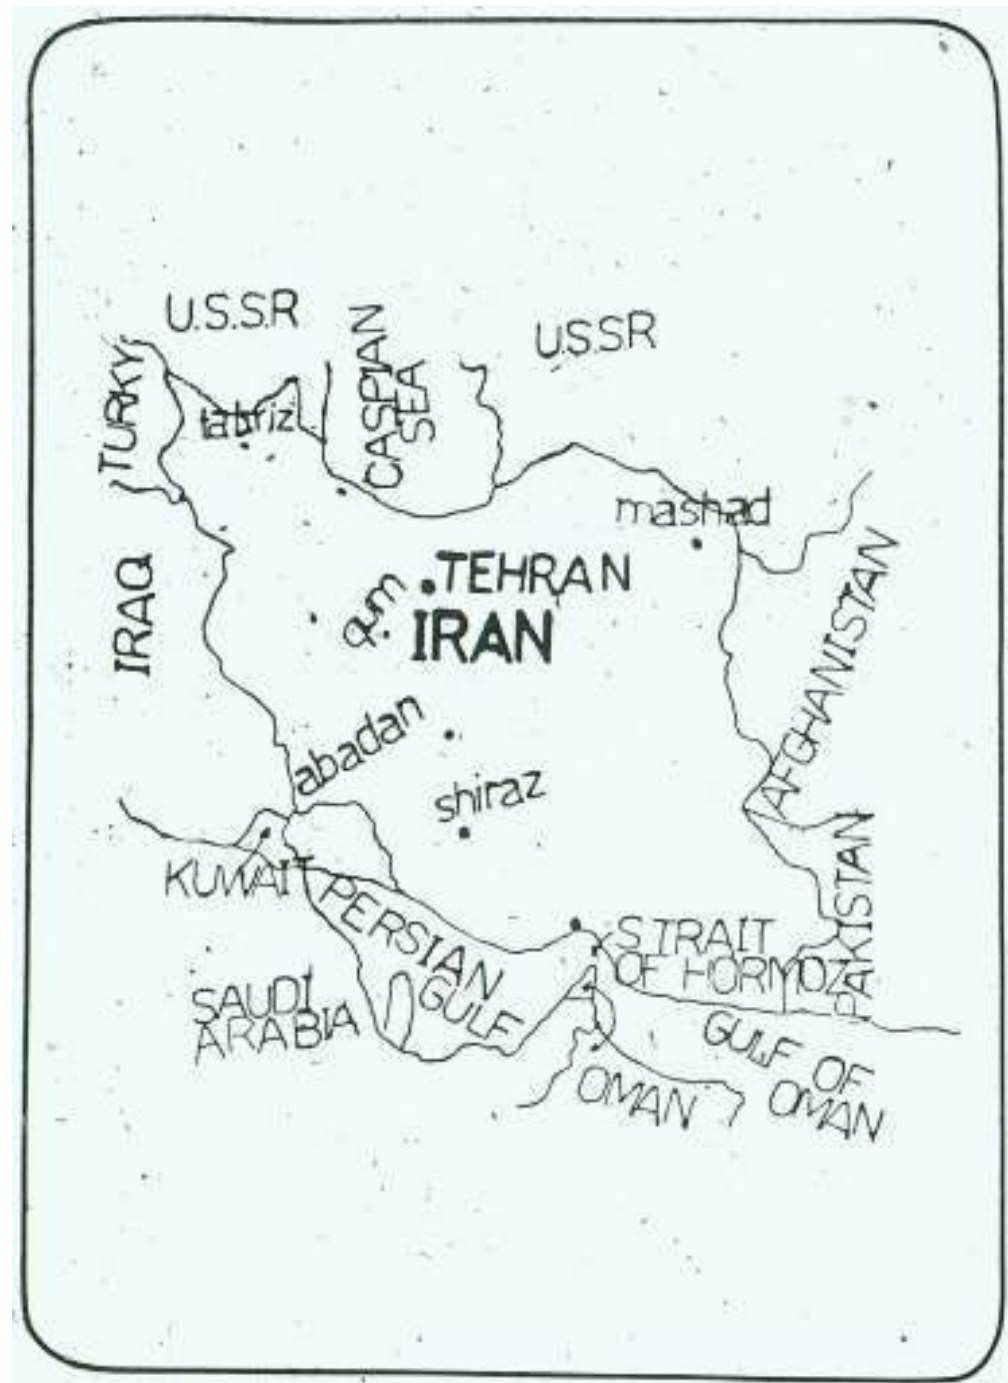 U.S.S.R
U.S.S.R
TURKY
CASPIAN
SEA
tabriz
mashad
TEHRAN
qum
IRAN
IRAQ
AFGHANISTAN
abadan
shiraz
KUWAIT
PERSIAN
GULF
STRAIT
OF HORMOZ
PAKISTAN
SAUDI
ARABIA
GULF OF
OMAN
OMAN